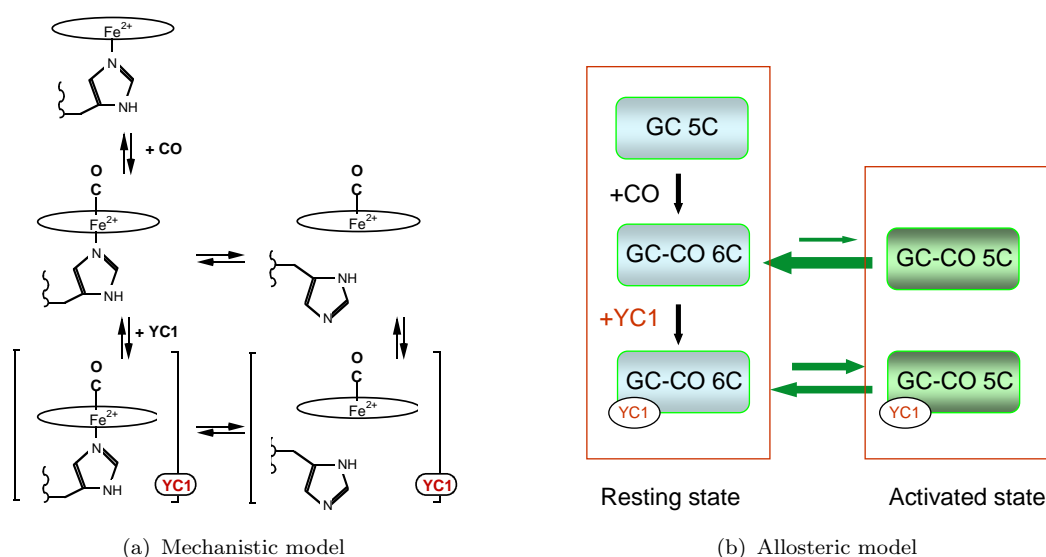 Fe2+
N
NH
+ CO
O
C
Fe2+
N
NH
O
C
Fe2+
NH
N
+ YC1
O
C
Fe2+
N
NH
YC1
O
C
Fe2+
NH
N
YC1
(a) Mechanistic model
GC 5C
+CO
GC-CO 6C
GC-CO 5C
+YC1
GC-CO 6C
YC1
GC-CO 5C
YC1
Resting state
Activated state
(b) Allosteric model